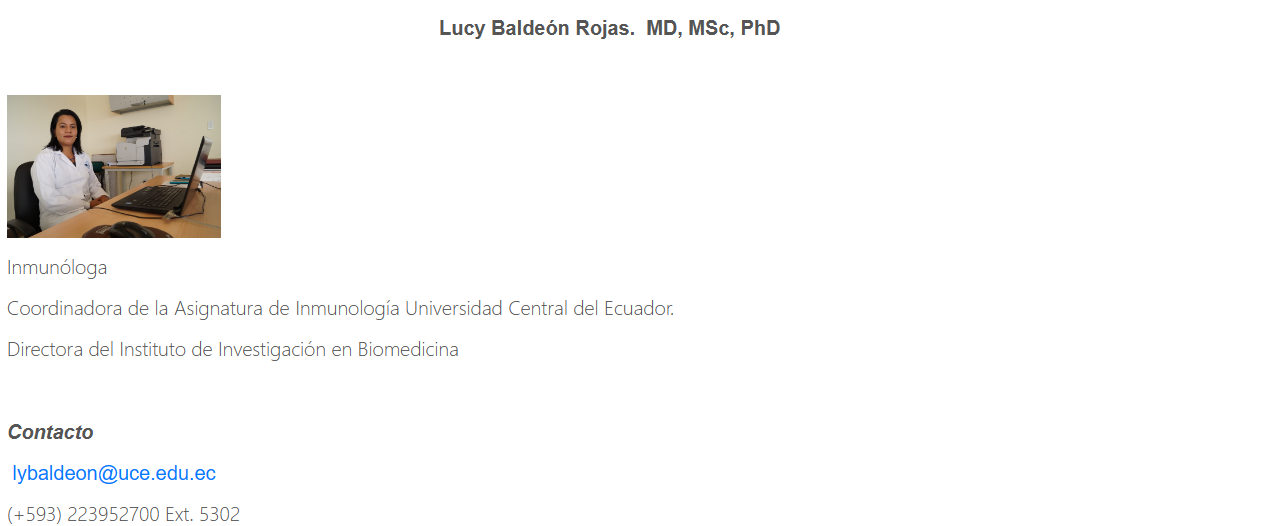 Lucy Baldeón Rojas.  MD, MSc, PhD
Inmunóloga
Coordinadora de la Asignatura de Inmunología Universidad Central del Ecuador.
Directora del Instituto de Investigación en Biomedicina
Contacto
lybaldeon@uce.edu.ec
(+593) 223952700 Ext. 5302